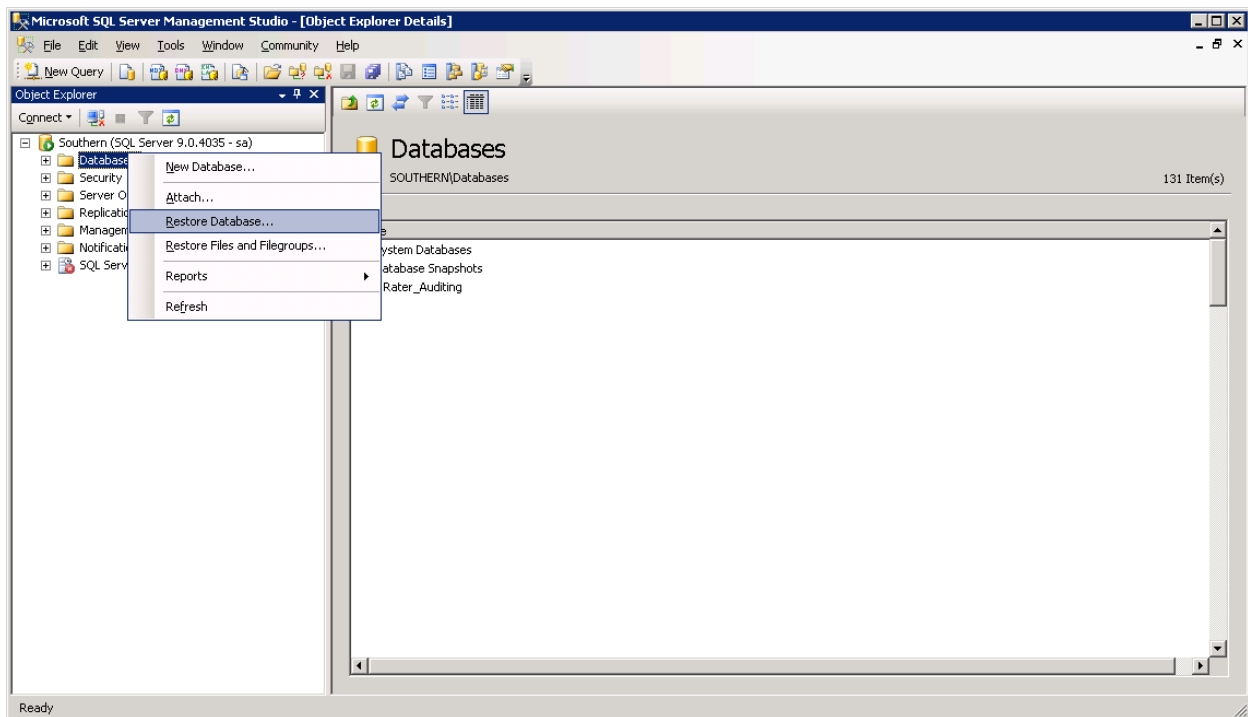 Microsoft SQL Server Management Studio - [Object Explorer Details]
File Edit View Tools Window Community Help
New Query
Object Explorer
Connect
Southern (SQL Server 9.0.4035 - sa)
Database
Security
Server O
Replicatio
Managem
Notificati
SQL Serv
New Database...
Attach...
Restore Database...
Restore Files and Filegroups...
Reports
Refresh
Databases
SOUTHERN\Databases
131 Item(s)
e
ystem Databases
atabase Snapshots
Rater_Auditing
Ready